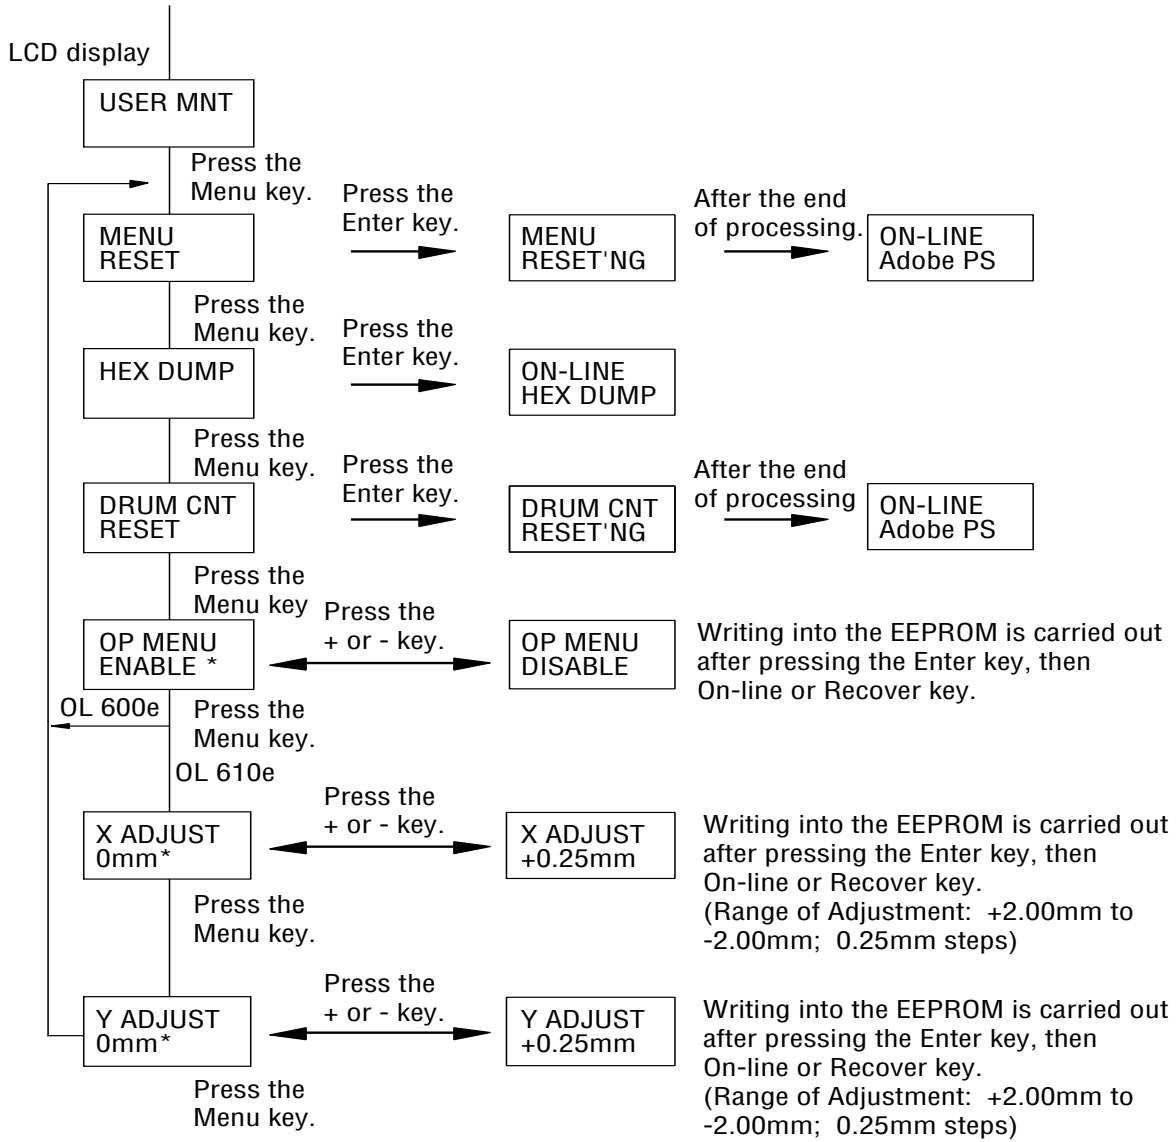 LCD display
USER MNT
Press the
Menu key.
MENU
RESET
Press the
Enter key.
MENU
RESET'NG
After the end
of processing.
ON-LINE
Adobe PS
Press the
Menu key.
HEX DUMP
Press the
Enter key.
ON-LINE
HEX DUMP
Press the
Menu key.
DRUM CNT
RESET
Press the
Enter key.
DRUM CNT
RESET'NG
After the end
of processing
ON-LINE
Adobe PS
Press the
Menu key
OP MENU
ENABLE *
Press the
+ or - key.
OP MENU
DISABLE
Writing into the EEPROM is carried out
after pressing the Enter key, then
On-line or Recover key.
OL 600e
Press the
Menu key.
OL 610e
X ADJUST
0mm*
Press the
+ or - key.
X ADJUST
+0.25mm
Writing into the EEPROM is carried out
after pressing the Enter key, then
On-line or Recover key.
(Range of Adjustment:  +2.00mm to
-2.00mm;  0.25mm steps)
Press the
Menu key.
Y ADJUST
0mm*
Press the
+ or - key.
Y ADJUST
+0.25mm
Writing into the EEPROM is carried out
after pressing the Enter key, then
On-line or Recover key.
(Range of Adjustment:  +2.00mm to
-2.00mm;  0.25mm steps)
Press the
Menu key.